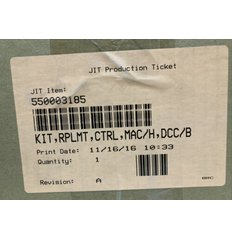 JIT Production Ticket
JIT Item:
550003185
KIT,RPLMT,CTRL,MAC/H,DCC/B
Print Date: 11/16/16 10:33
Quantity: 1
Revision: A